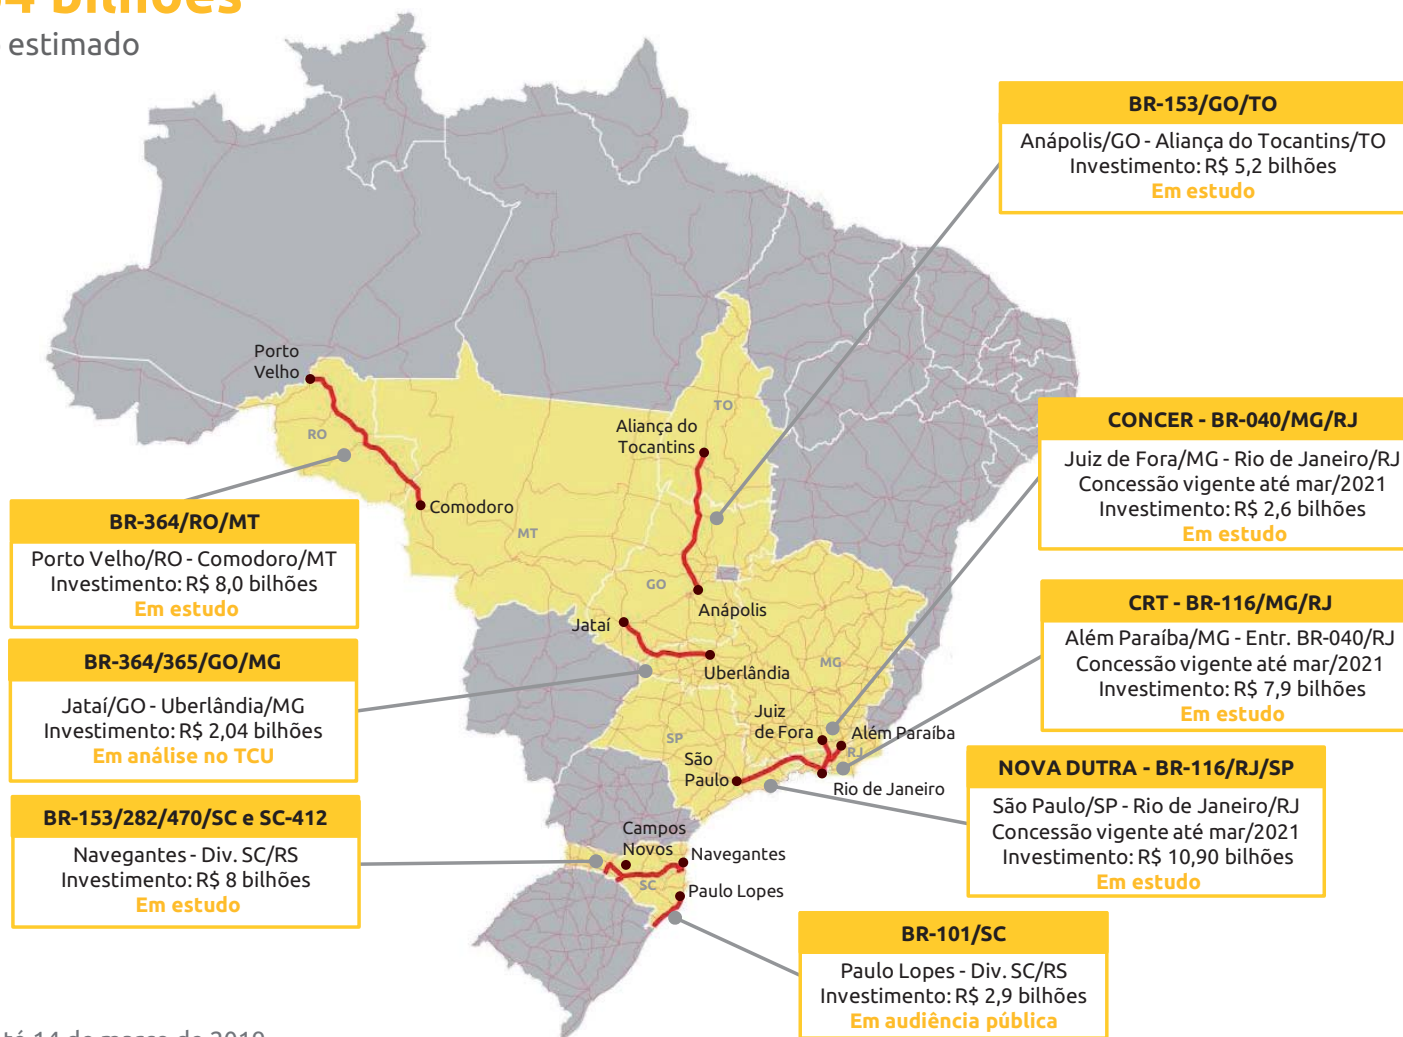 4 Bilhões
estimado
BR-153/GO/TO
Anápolis/GO - Aliança do Tocantins/TO
Investimento: R$ 5,2 bilhões
Em estudo
Porto
Velho
RO
Comodoro
MT
TO
Aliança do
Tocantins
GO
Anápolis
Jataí
Uberlândia
MG
SP
Juiz
de Fora
Além Paraíba
RJ
São
Paulo
Rio de Janeiro
Campos
Novos
Navegantes
SC
Paulo Lopes
CONCER - BR-040/MG/RJ
Juiz de Fora/MG - Rio de Janeiro/RJ
Concessão vigente até mar/2021
Investimento: R$ 2,6 bilhões
Em estudo
BR-364/RO/MT
Porto Velho/RO - Comodoro/MT
Investimento: R$ 8,0 bilhões
Em estudo
CRT - BR-116/MG/RJ
Além Paraíba/MG - Entr. BR-040/RJ
Concessão vigente até mar/2021
Investimento: R$ 7,9 bilhões
Em estudo
BR-364/365/GO/MG
Jataí/GO - Uberlândia/MG
Investimento: R$ 2,04 bilhões
Em análise no TCU
NOVA DUTRA - BR-116/RJ/SP
São Paulo/SP - Rio de Janeiro/RJ
Concessão vigente até mar/2021
Investimento: R$ 10,90 bilhões
Em estudo
BR-153/282/470/SC e SC-412
Navegantes - Div. SC/RS
Investimento: R$ 8 bilhões
Em estudo
BR-101/SC
Paulo Lopes - Div. SC/RS
Investimento: R$ 2,9 bilhões
Em audiência pública